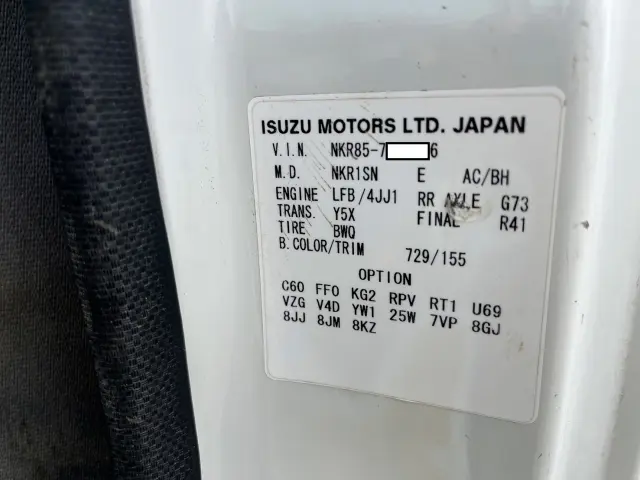 ISUZU MOTORS LTD. JAPAN
V.I.N. NKR85-7 6
M.D. NKR1SN E AC/BH
ENGINE LFB/4JJ1 RR AXLE G73
TRANS. Y5X FINAL R41
TIRE BWQ
B.COLOR/TRIM 729/155
OPTION
C60 FF0 KG2 RPV RT1 U69
VZG V4D YW1 25W 7VP 8GJ
8JJ 8JM 8KZ